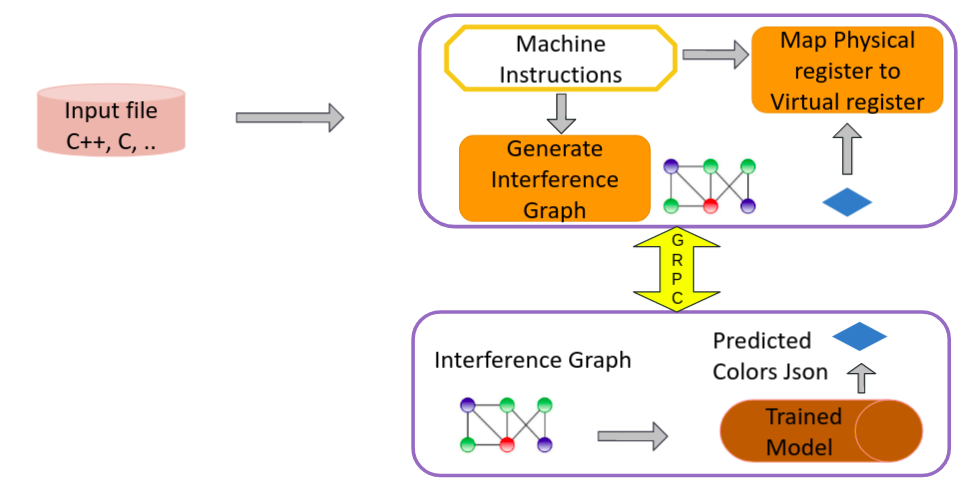 Input file
C++, C, ..
Machine
Instructions
Map Physical
register to
Virtual register
Generate
Interference
Graph
G
R
P
C
Interference Graph
Predicted
Colors Json
Trained
Model